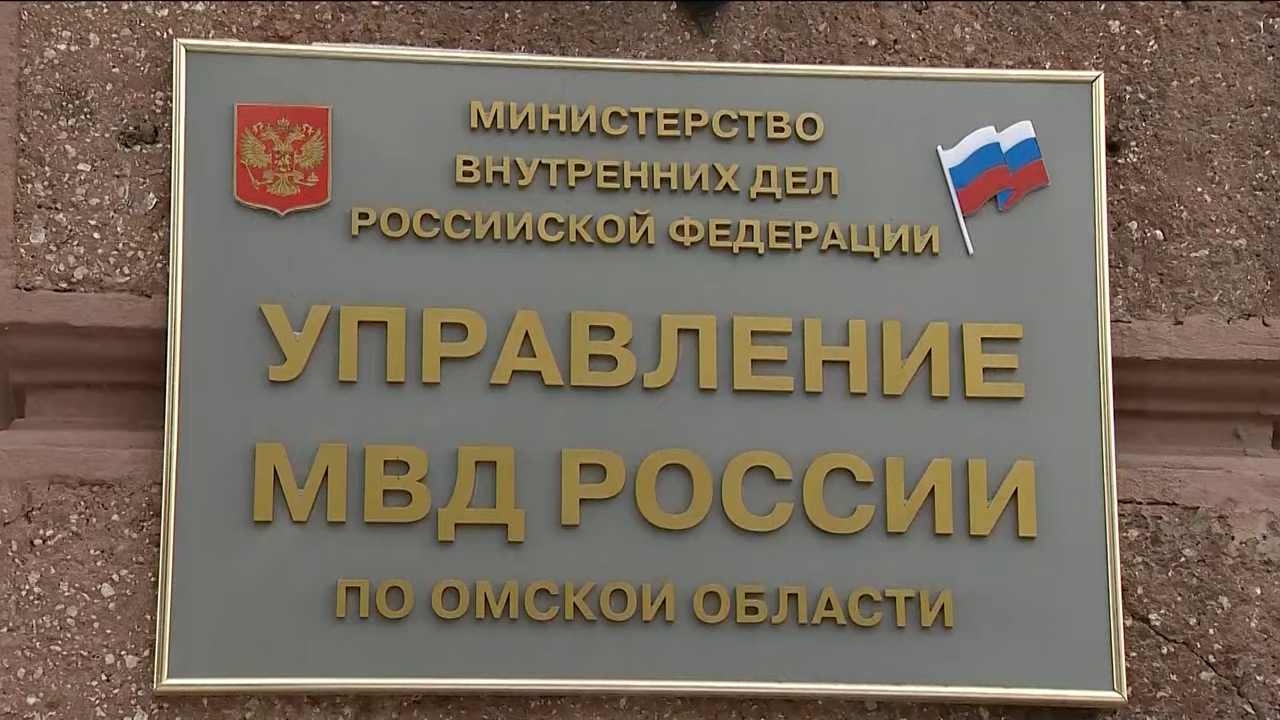 МИНИСТЕРСТВО
ВНУТРЕННИХ ДЕЛ
РОССИИСКОЙ ФЕДЕРАЦИИ
УПРАВЛЕНИЕ
МВД РОССИИ
ПО ОМСКОИ ОБЛАСТИ